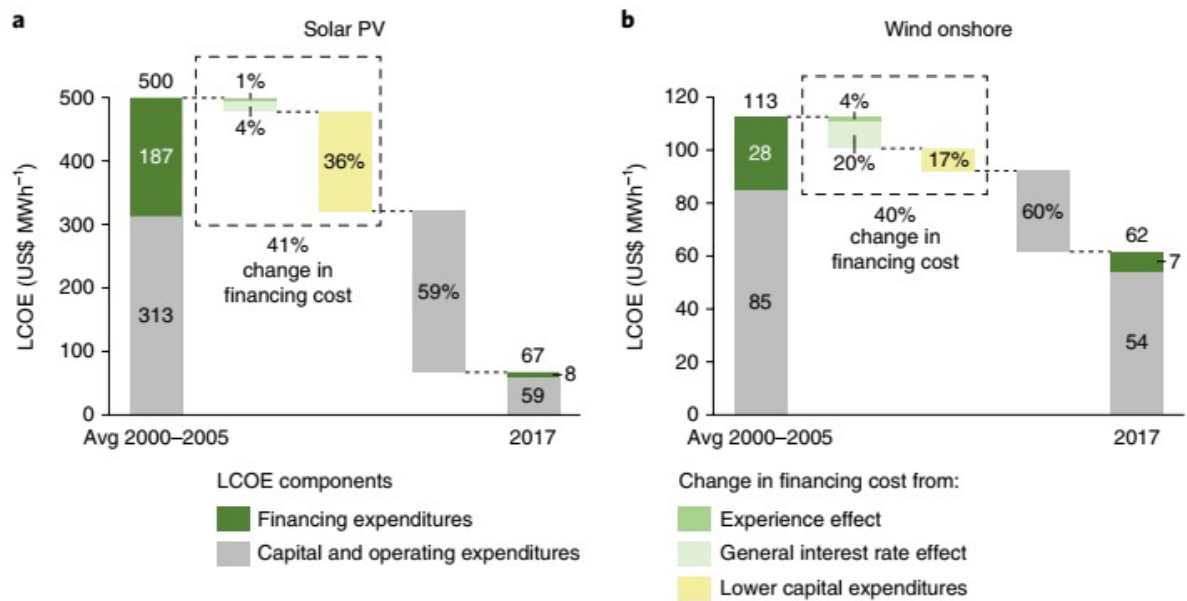 a
Solar PV
LCOE (US$ MWh⁻¹)
500
400
300
200
100
0
500
187
313
1%
4%
36%
41%
change in
financing cost
59%
67
8
59
Avg 2000–2005
2017
b
Wind onshore
LCOE (US$ MWh⁻¹)
120
100
80
60
40
20
0
113
28
85
4%
20%
17%
40%
change in
financing cost
60%
62
7
54
Avg 2000–2005
2017
LCOE components
Financing expenditures
Capital and operating expenditures
Change in financing cost from:
Experience effect
General interest rate effect
Lower capital expenditures